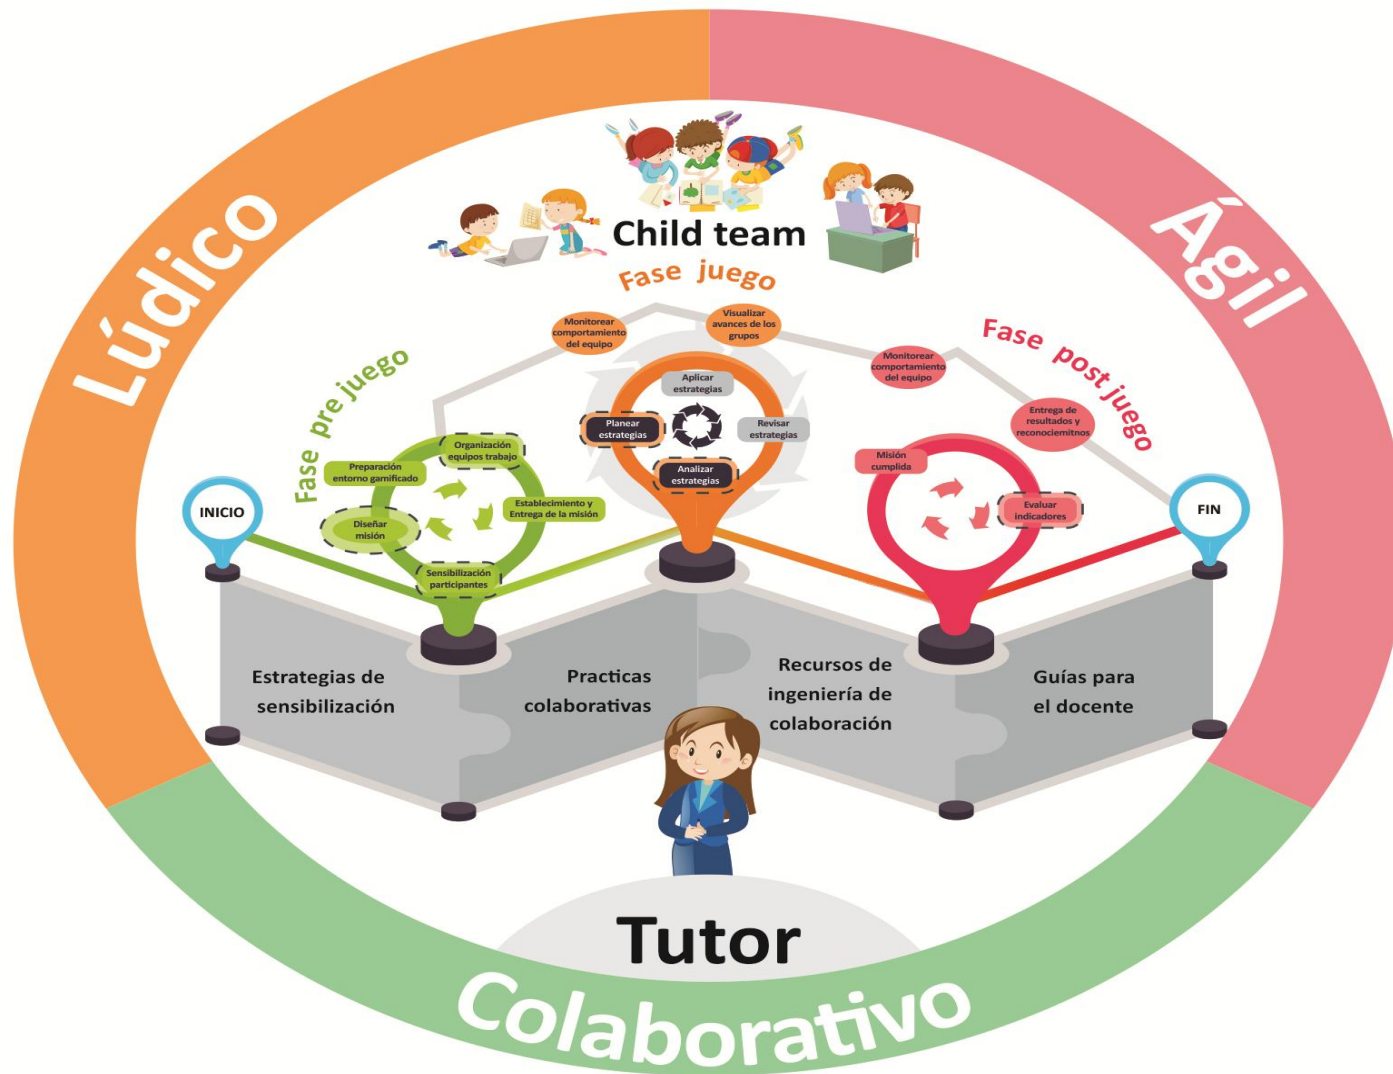 Lúdico
Ágil
Child team
Fase juego
Monitorear
comportamiento
del equipo
Visualizar
avances de los
grupos
Aplicar
estrategias
Planear
estrategias
Revisar
estrategias
Analizar
estrategias
Fase pre juego
Organización
equipos trabajo
Preparación
entorno gamificado
Establecimiento y
Entrega de la misión
Diseñar
misión
Sensibilización
participantes
INICIO
Fase post juego
Monitorear
comportamiento
del equipo
Entrega de
resultados y
reconociemitnos
Misión
cumplida
Evaluar
indicadores
FIN
Estrategias de
sensibilización
Practicas
colaborativas
Recursos de
ingeniería de
colaboración
Guías para
el docente
Tutor
Colaborativo